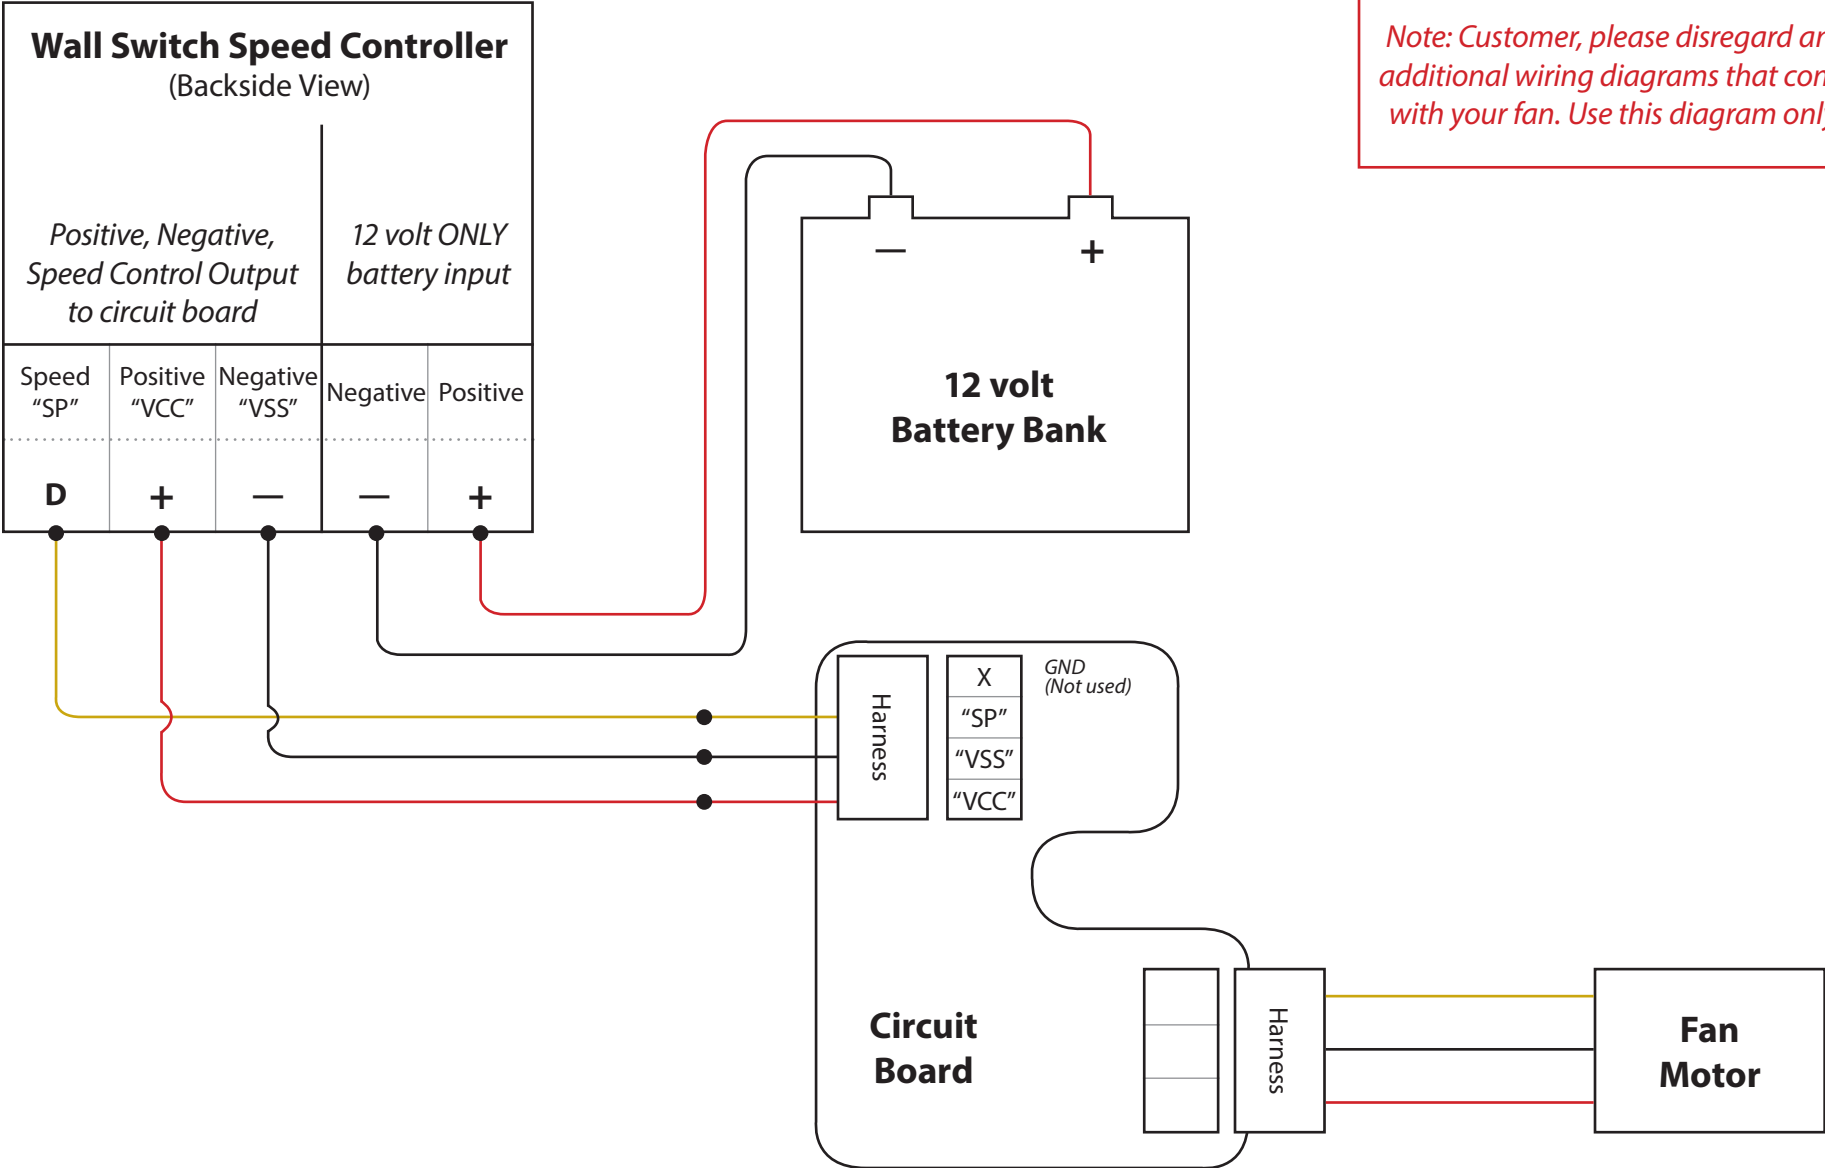 Wall Switch Speed Controller
(Backside View)
Positive, Negative,
Speed Control Output
to circuit board
12 volt ONLY
battery input
Speed
“SP”
Positive
“VCC”
Negative
“VSS”
Negative
Positive
D
+
—
—
+
Note: Customer, please disregard
additional wiring diagrams that
with your fan. Use this diagram
—
+
12 volt
Battery Bank
Harness
X
“SP”
“VSS”
“VCC”
GND
(Not used)
Circuit
Board
Harness
Fan
Motor